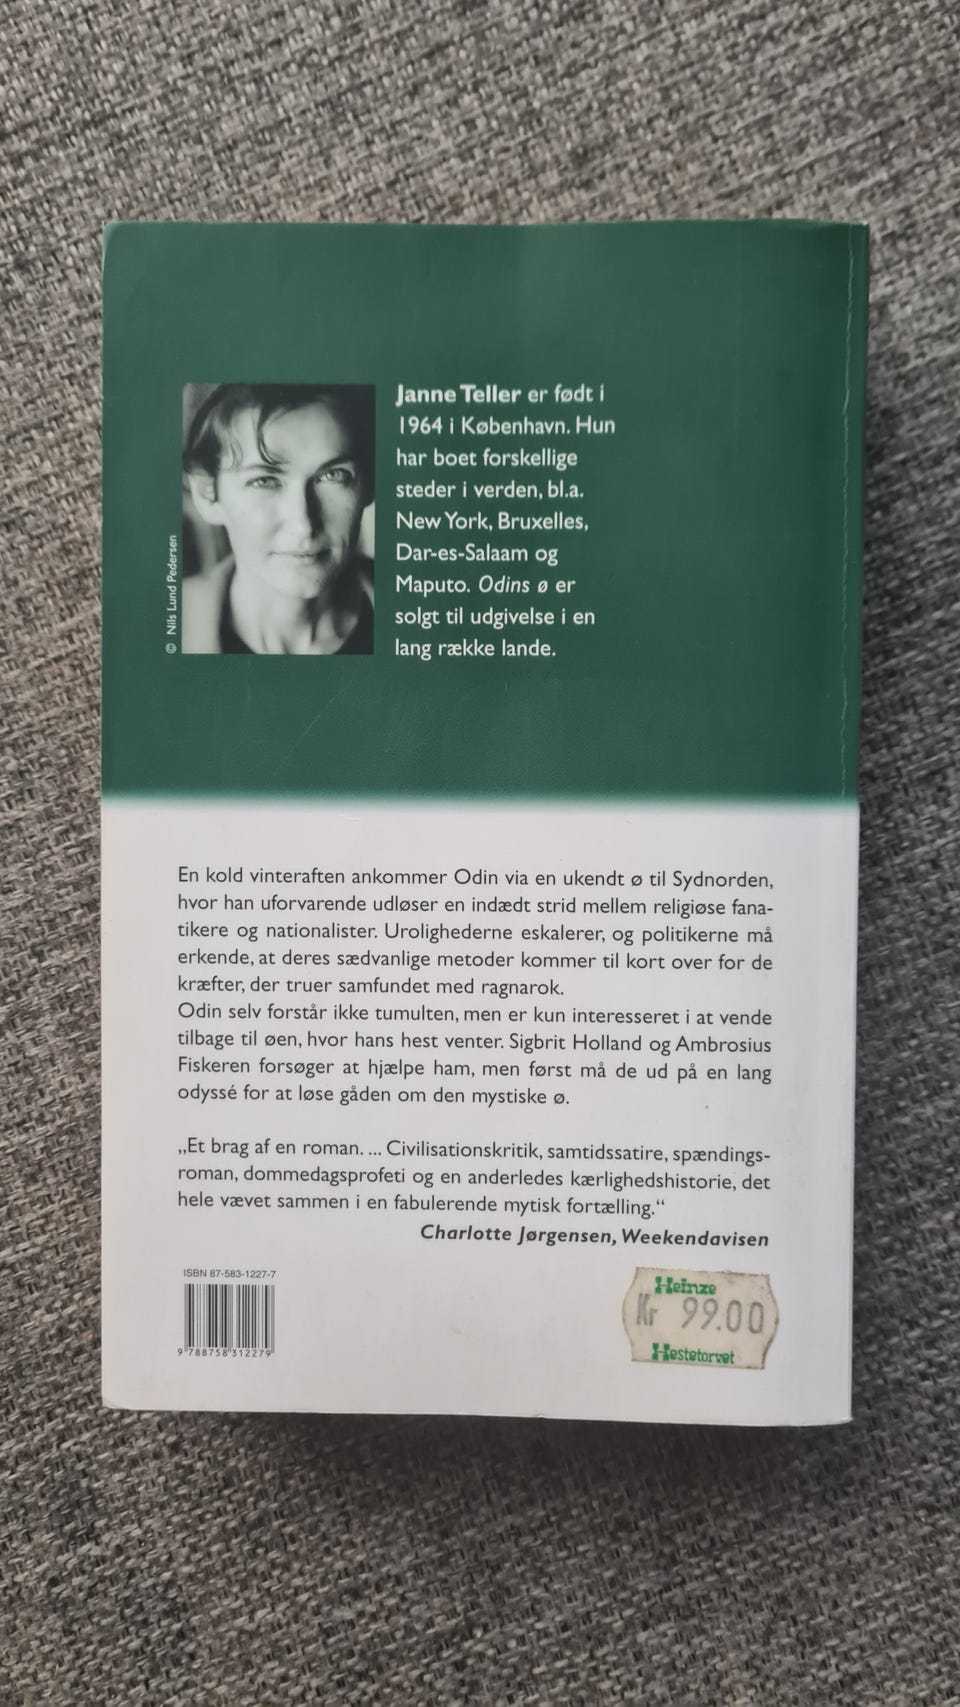 Janne Teller er født i
1964 i København. Hun
har boet forskellige
steder i verden, bl.a.
New York, Bruxelles,
Dar-es-Salaam og
Maputo. Odins ø er
solgt til udgivelse i en
lang række lande.
© Nils Lund Pedersen
En kold vinteraften ankommer Odin via en ukendt ø til Sydnorden,
hvor han uforvarende udløser en indædt strid mellem religiøse fana-
tikere og nationalister. Urolighederne eskalerer, og politikerne må
erkende, at deres sædvanlige metoder kommer til kort over for de
kræfter, der truer samfundet med ragnarok.
Odin selv forstår ikke tumulten, men er kun interesseret i at vende
tilbage til øen, hvor hans hest venter. Sigbrit Holland og Ambrosius
Fiskeren forsøger at hjælpe ham, men først må de ud på en lang
odyssé for at løse gåden om den mystiske ø.
„Et brag af en roman. ... Civilisationskritik, samtidssatire, spændings-
roman, dommedagsprofeti og en anderledes kærlighedshistorie, det
hele vævet sammen i en fabulerende mytisk fortælling.“
Charlotte Jørgensen, Weekendavisen
ISBN 87-583-1227-7
9 788758 312279
Heinze
Kr 99.00
Hestetorvet